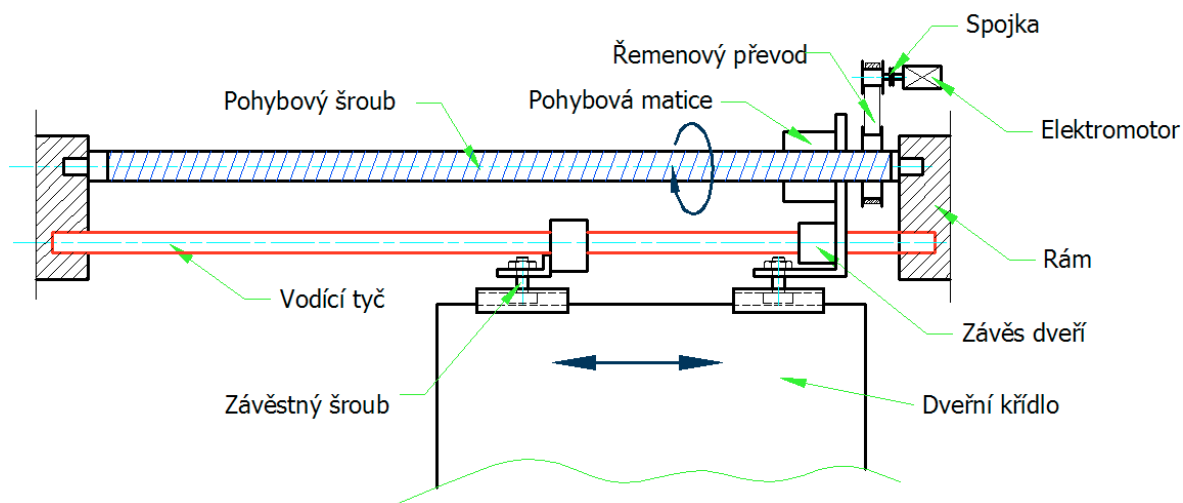 Spojka
Řemenový převod
Pohybový šroub
Pohybová matice
Elektromotor
Rám
Vodící tyč
Závěs dveří
Závěstný šroub
Dveřní křídlo